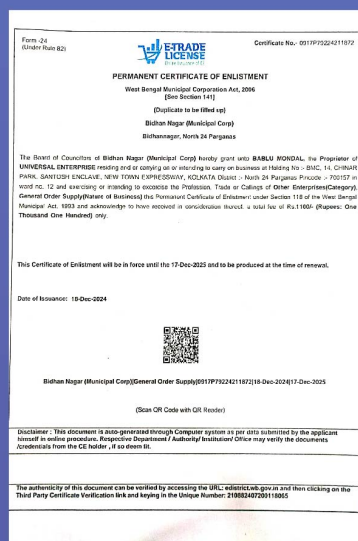 Form -24
(Under Rule 82)
E-TRADE
LICENSE
Certificate No.- 0917P79224211872
PERMANENT CERTIFICATE OF ENLISTMENT
West Bengal Municipal Corporation Act, 2006
[See Section 141]
(Duplicate to be filled up)
Bidhan Nagar (Municipal Corp)
Bidhannagar, North 24 Parganas
The Board of Councillors of Bidhan Nagar (Municipal Corp) hereby grant unto BABLU MONDAL, the Proprietor of
UNIVERSAL ENTERPRISE residing and or carrying on or intending to carry on business at Holding No :- BMC, 14, CHINAR
PARK, SANTOSH ENCLAVE, NEW TOWN EXPRESSWAY, KOLKATA District :- North 24 Parganas Pincode :- 700157 in
ward no. 12 and exercising or intending to excercise the Profession, Trade or Callings of Other Enterprises(Category),
General Order Supply(Nature of Business) this Permanent Certificate of Enlistment under Section 118 of the West Bengal
Municipal Act, 1993 and acknowledge to have received in consideration thereof, a total fee of Rs.1100/- (Rupees: One
Thousand One Hundred) only.
This Certificate of Enlistment will be in force until the 17-Dec-2025 and to be produced at the time of renewal.
Date of Issuance: 18-Dec-2024
Bidhan Nagar (Municipal Corp)|General Order Supply|0917P79224211872|18-Dec-2024|17-Dec-2025
(Scan QR Code with QR Reader)
Disclaimer : This document is auto-generated through Computer system as per data submitted by the applicant
himself in online procedure. Respective Department / Authority/ Institution/ Office may verify the documents
/credentials from the CE holder , if so deem fit.
The authenticity of this document can be verified by accessing the URL: edistrict.wb.gov.in and then clicking on the
Third Party Certificate Verification link and keying in the Unique Number: 210882407200118065